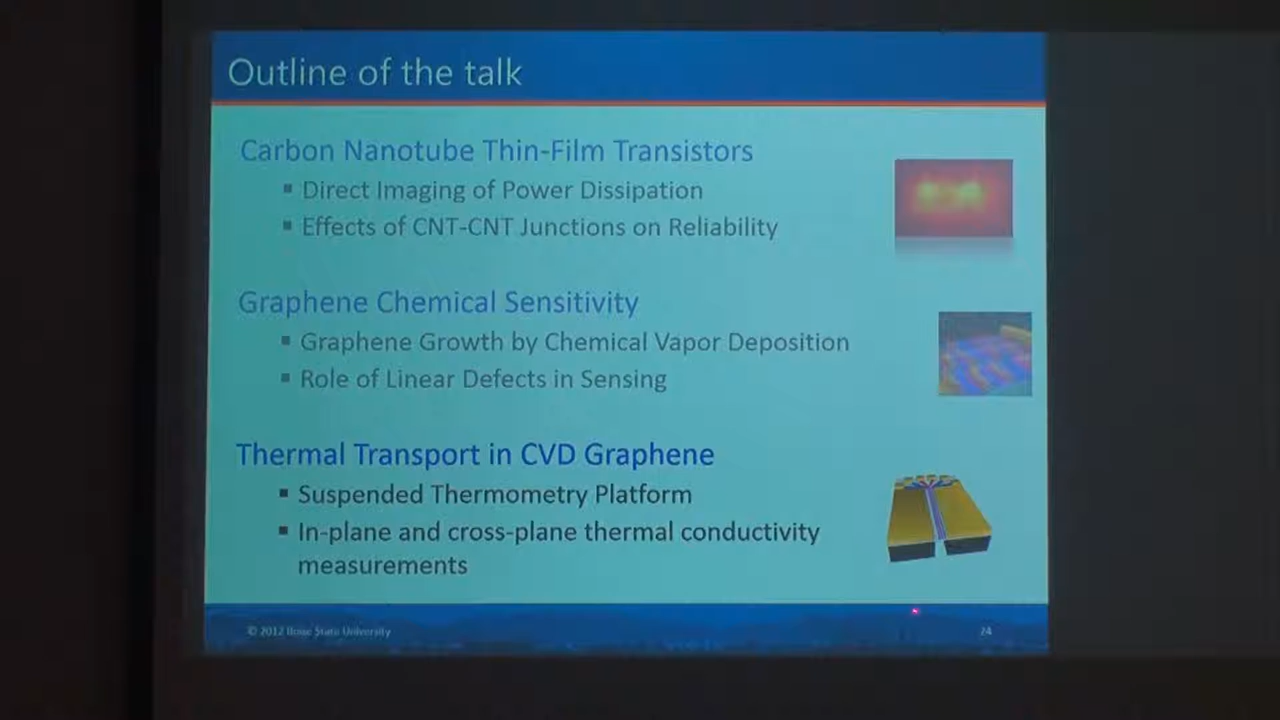 Outline of the talk
Carbon Nanotube Thin-Film Transistors
▪ Direct Imaging of Power Dissipation
▪ Effects of CNT-CNT Junctions on Reliability
Graphene Chemical Sensitivity
▪ Graphene Growth by Chemical Vapor Deposition
▪ Role of Linear Defects in Sensing
Thermal Transport in CVD Graphene
▪ Suspended Thermometry Platform
▪ In-plane and cross-plane thermal conductivity
measurements
© 2012 Boise State University
24